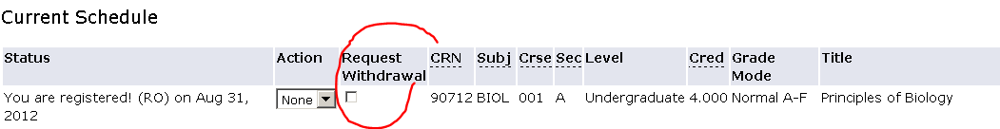 Current Schedule
Status Action Request Withdrawal CRN Subj Crse Sec Level Cred Grade Mode Title
You are registered! (RO) on Aug 31, 2012 None 90712 BIOL 001 A Undergraduate 4.000 Normal A-F Principles of Biology